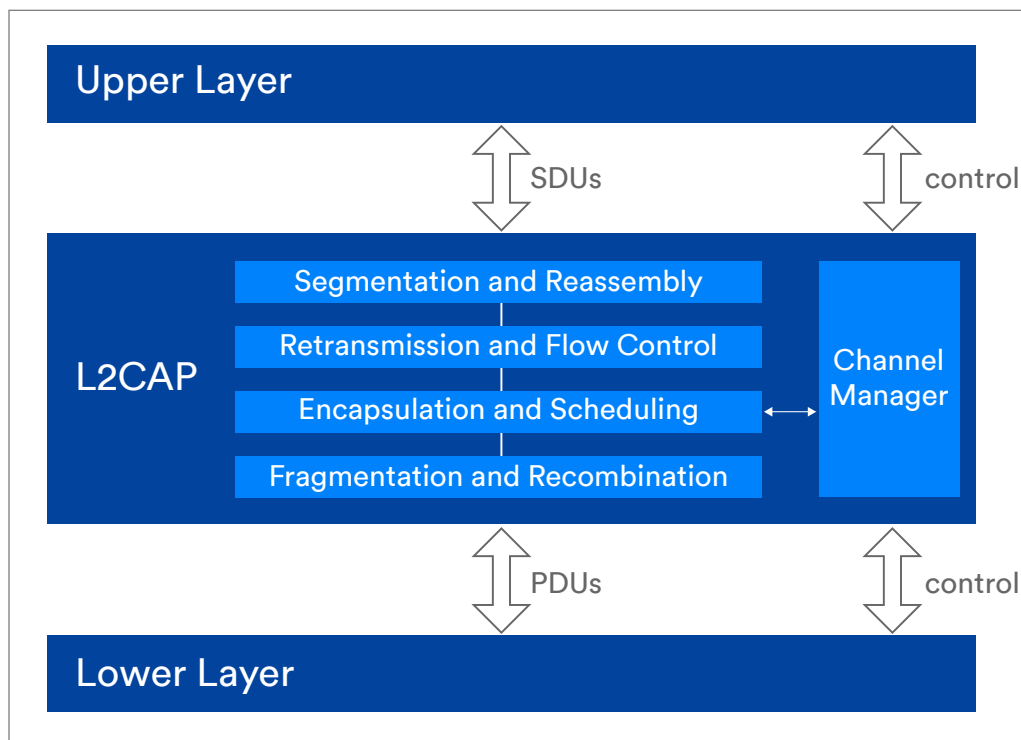 Upper Layer
SDUs
control
Segmentation and Reassembly
Retransmission and Flow Control
L2CAP
Encapsulation and Scheduling
Fragmentation and Recombination
Channel
Manager
PDUs
control
Lower Layer